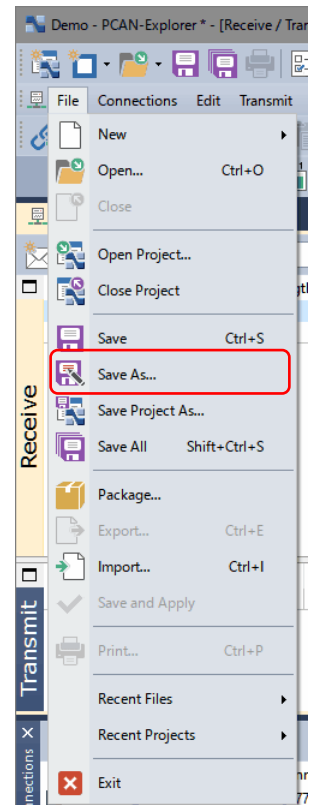 Demo - PCAN-Explorer * - [Receive / Tran
File Connections Edit Transmit
New
Open... Ctrl+O
Close
Open Project...
Close Project
Save Ctrl+S
Save As...
Save Project As...
Save All Shift+Ctrl+S
Package...
Export... Ctrl+E
Import... Ctrl+I
Save and Apply
Print... Ctrl+P
Recent Files
Recent Projects
Exit
Receive
Transmit
nections